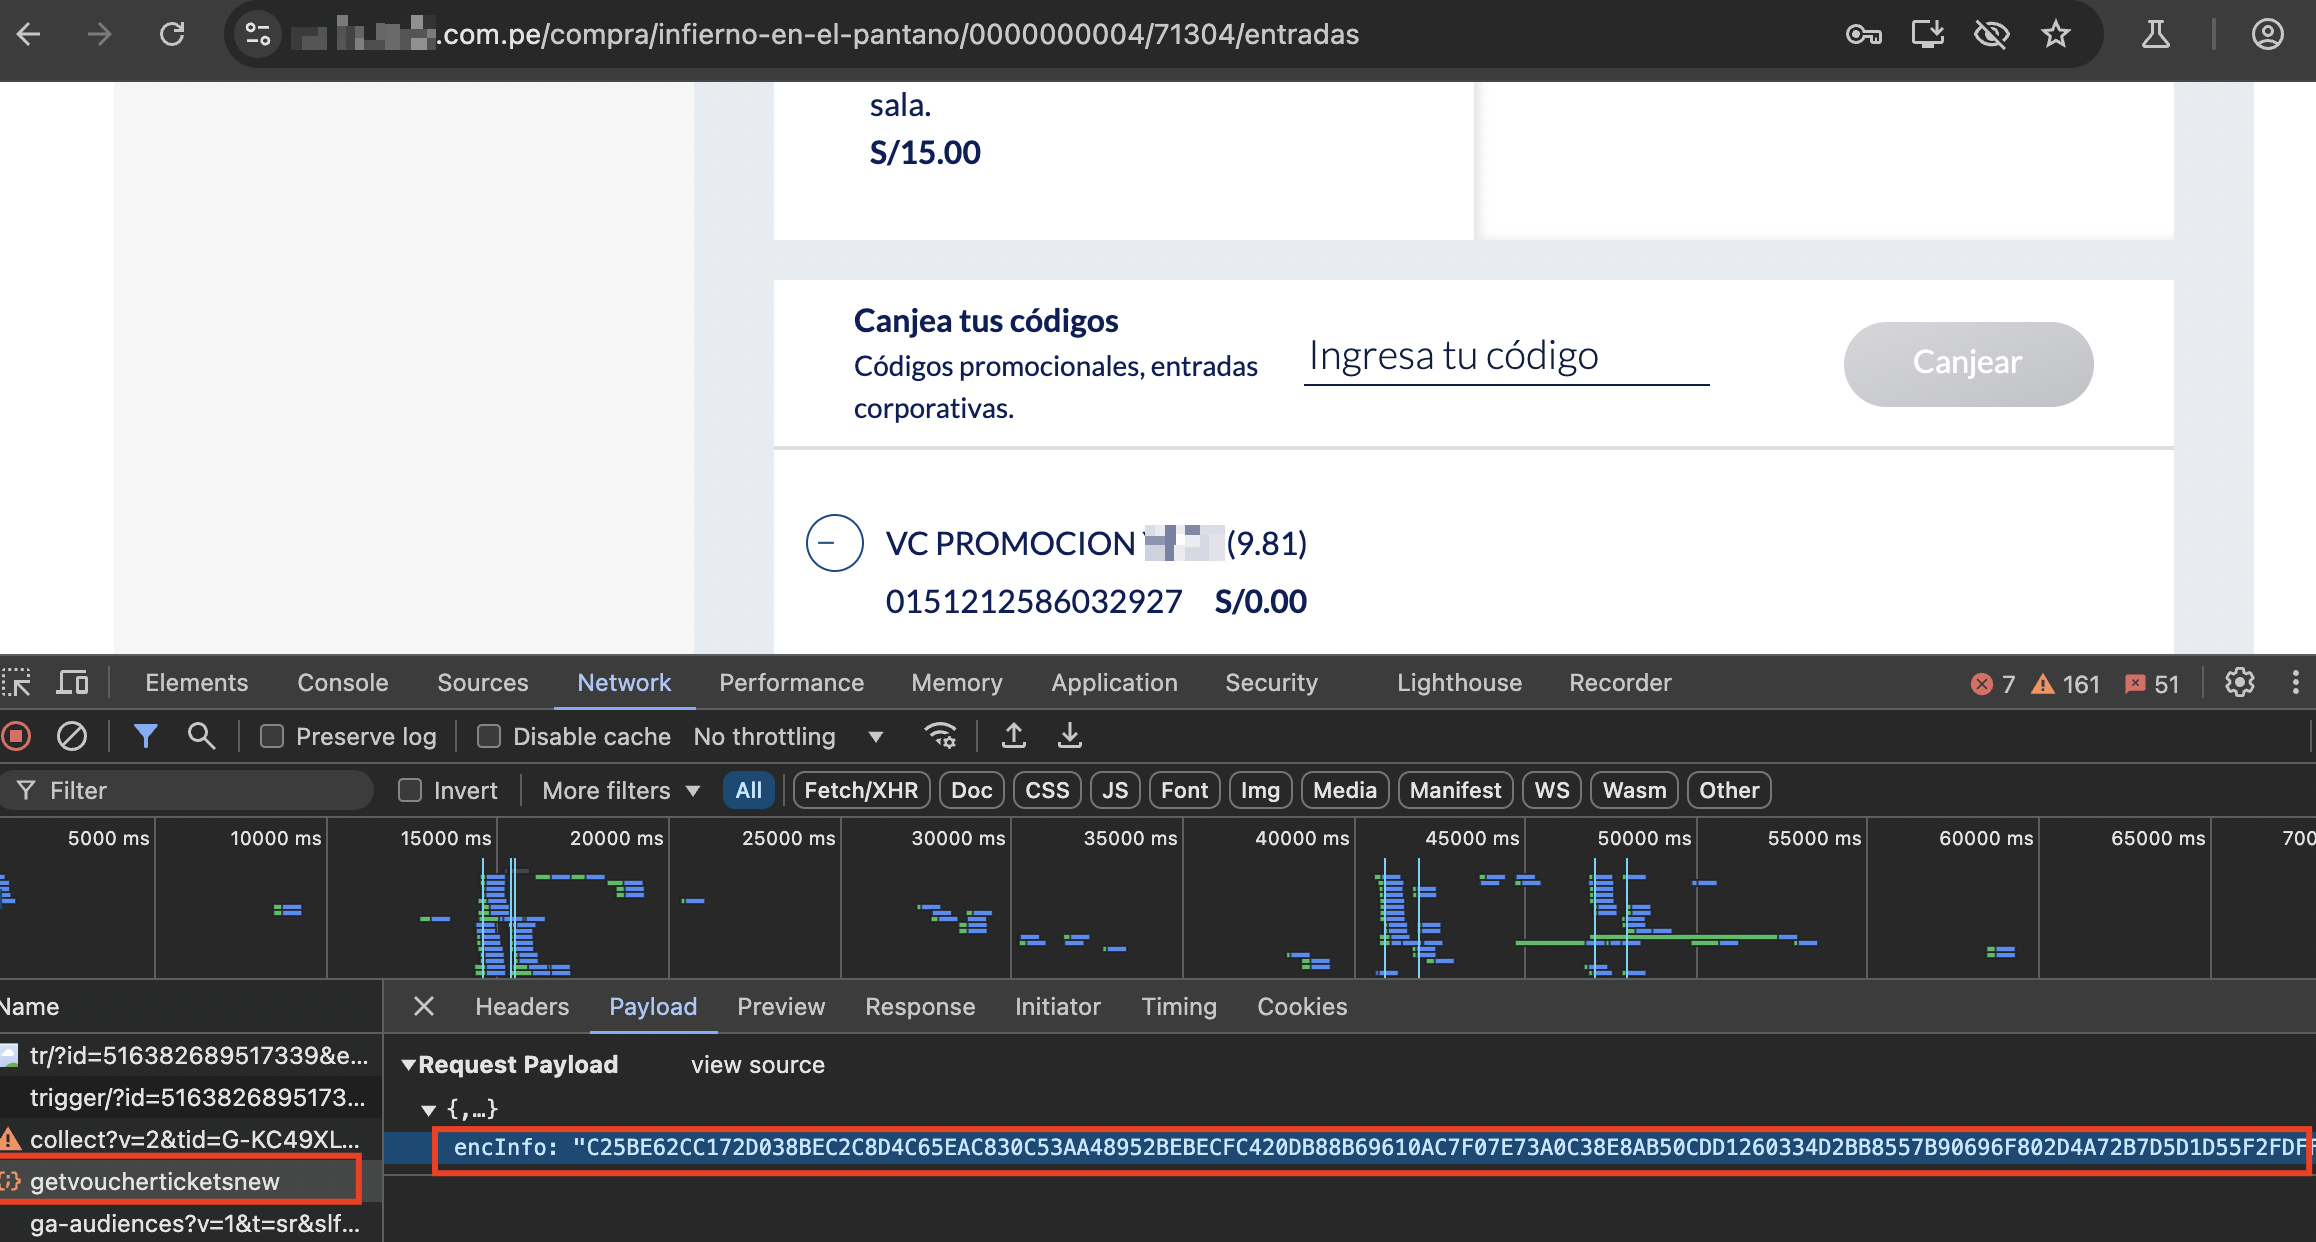 .com.pe/compra/infierno-en-el-pantano/0000000004/71304/entradas
sala.
S/15.00
Canjea tus códigos
Códigos promocionales, entradas
corporativas.
Ingresa tu código
Canjear
VC PROMOCION (9.81)
0151212586032927 S/0.00
Elements Console Sources Network Performance Memory Application Security Lighthouse Recorder 7 161 51
Preserve log Disable cache No throttling
Filter Invert More filters All Fetch/XHR Doc CSS JS Font Img Media Manifest WS Wasm Other
5000 ms 10000 ms 15000 ms 20000 ms 25000 ms 30000 ms 35000 ms 40000 ms 45000 ms 50000 ms 55000 ms 60000 ms 65000 ms 700
Name
Headers Payload Preview Response Initiator Timing Cookies
tr/?id=516382689517339&e...
trigger/?id=5163826895173...
collect?v=2&tid=G-KC49XL...
getvoucherticketsnew
ga-audiences?v=1&t=sr&slf...
Request Payload view source
{,…}
encInfo: "C25BE62CC172D038BEC2C8D4C65EAC830C53AA48952BEBECFC420DB88B69610AC7F07E73A0C38E8AB50CDD1260334D2BB8557B90696F802D4A72B7D5D1D55F2FDF